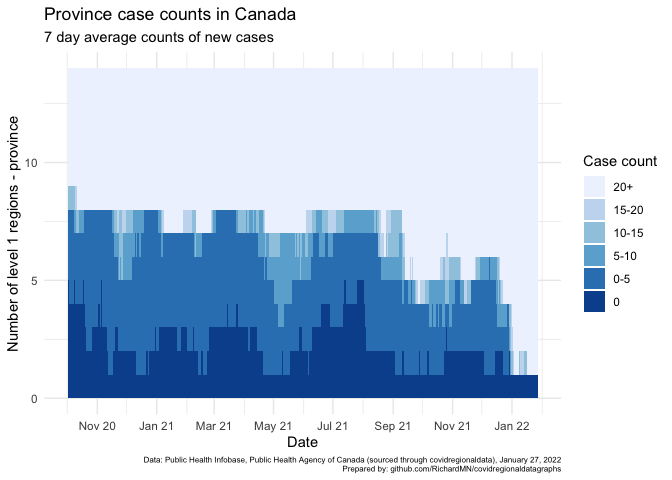 Province case counts in Canada
7 day average counts of new cases
Number of level 1 regions - province
10
5
0
Nov 20
Jan 21
Mar 21
May 21
Jul 21
Sep 21
Nov 21
Jan 22
Date
Case count
20+
15-20
10-15
5-10
0-5
0
Data: Public Health Infobase, Public Health Agency of Canada (sourced through covidregionaldata), January 27, 2022
Prepared by: github.com/RichardMN/covidregionaldatagraphs